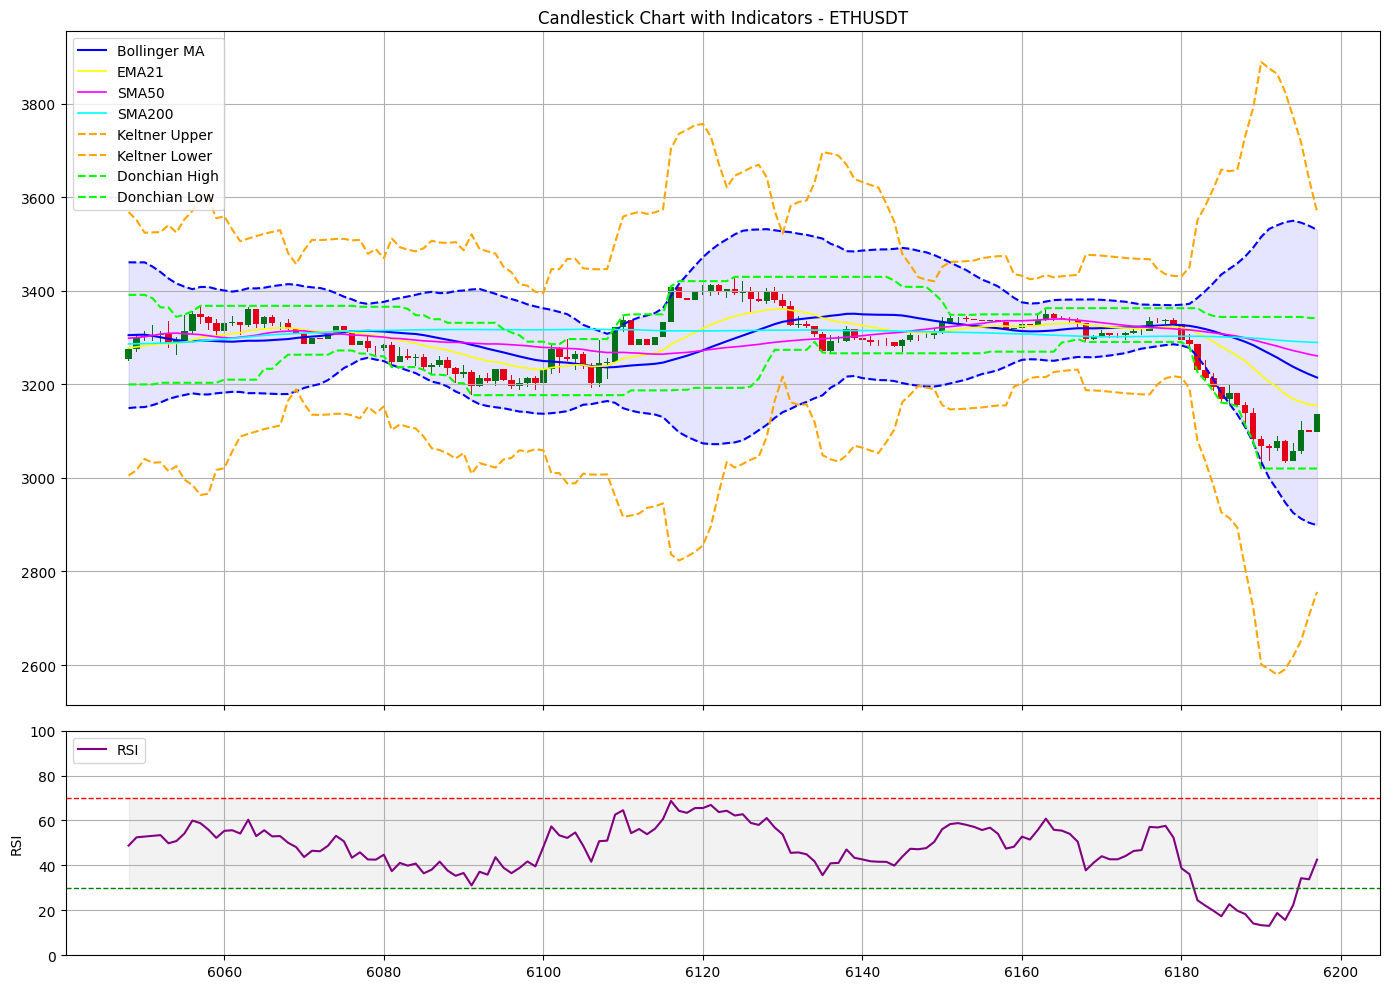 Candlestick Chart with Indicators - ETHUSDT
Bollinger MA
EMA21
SMA50
SMA200
Keltner Upper
Keltner Lower
Donchian High
Donchian Low
3800
3600
3400
3200
3000
2800
2600
RSI
100
80
60
40
20
0
RSI
6060
6080
6100
6120
6140
6160
6180
6200